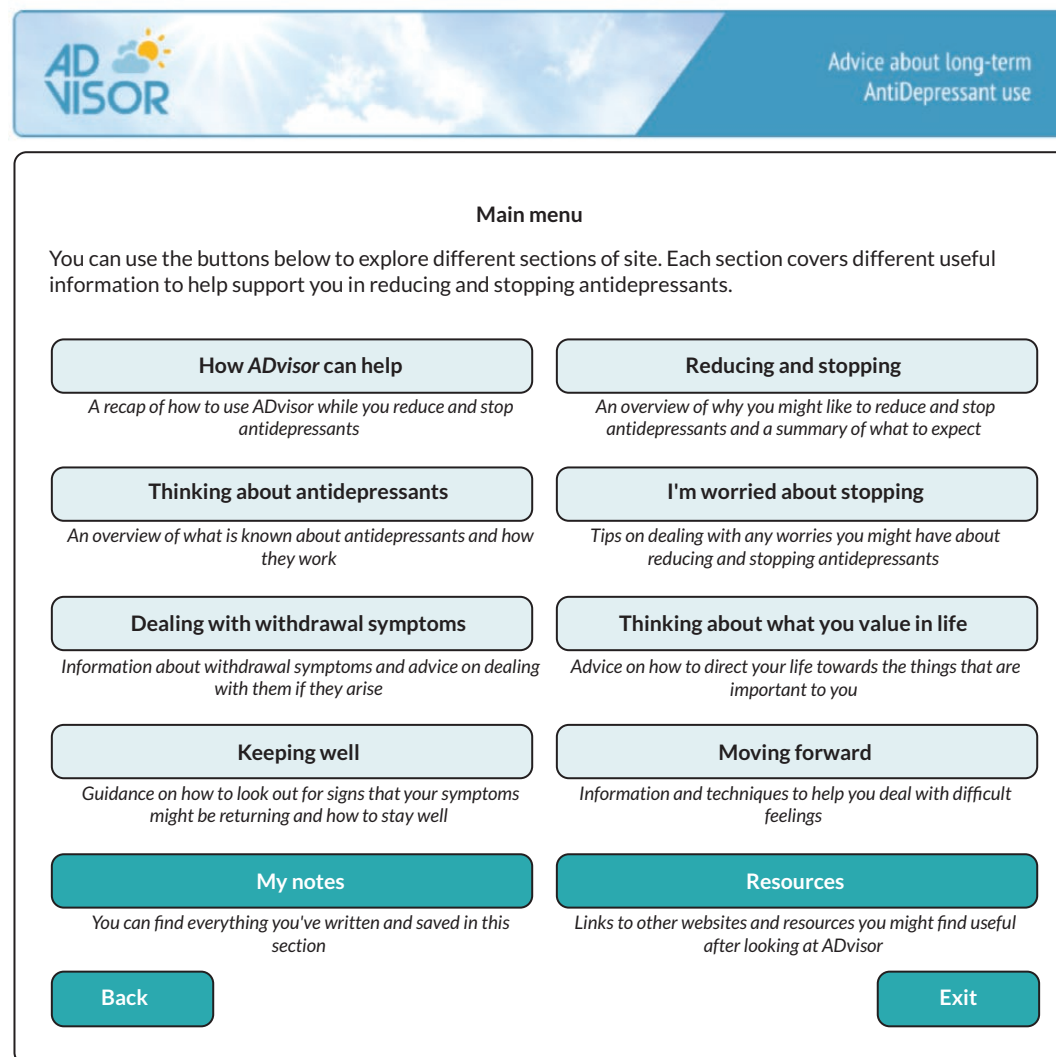 AD
VISOR
Advice about long-term
AntiDepressant use
Main menu
You can use the buttons below to explore different sections of site. Each section covers different useful
information to help support you in reducing and stopping antidepressants.
How ADvisor can help
A recap of how to use ADvisor while you reduce and stop
antidepressants
Reducing and stopping
An overview of why you might like to reduce and stop
antidepressants and a summary of what to expect
Thinking about antidepressants
An overview of what is known about antidepressants and how
they work
I'm worried about stopping
Tips on dealing with any worries you might have about
reducing and stopping antidepressants
Dealing with withdrawal symptoms
Information about withdrawal symptoms and advice on dealing
with them if they arise
Thinking about what you value in life
Advice on how to direct your life towards the things that are
important to you
Keeping well
Guidance on how to look out for signs that your symptoms
might be returning and how to stay well
Moving forward
Information and techniques to help you deal with difficult
feelings
My notes
You can find everything you've written and saved in this
section
Resources
Links to other websites and resources you might find useful
after looking at ADvisor
Back
Exit